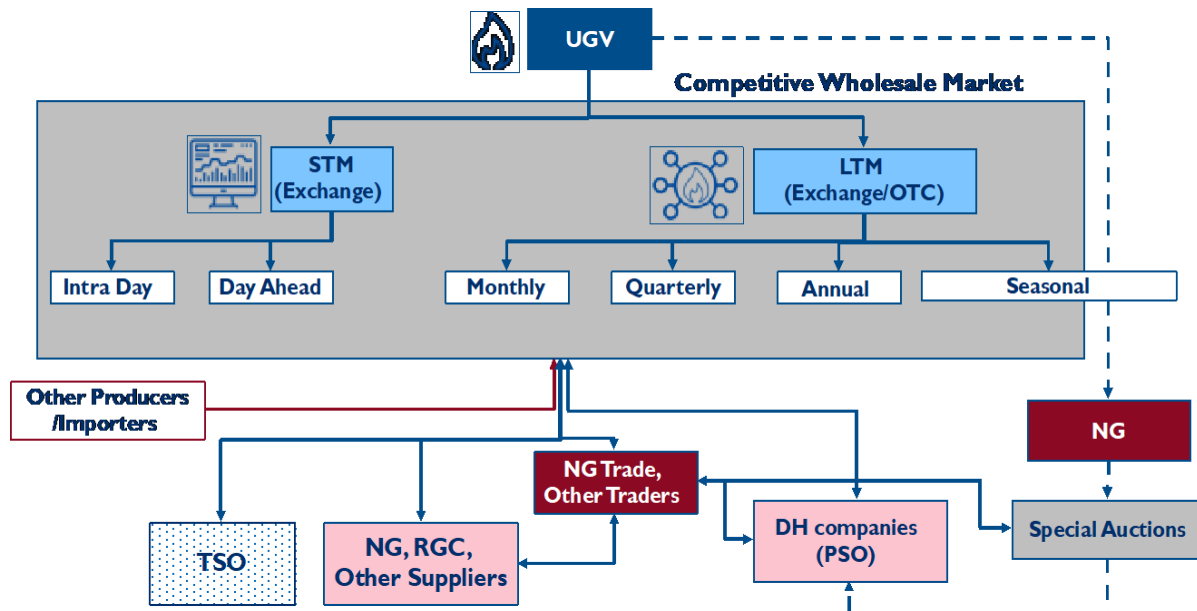 UGV
Competitive Wholesale Market
STM
(Exchange)
LTM
(Exchange/OTC)
Intra Day
Day Ahead
Monthly
Quarterly
Annual
Seasonal
Other Producers
/Importers
NG
NG Trade,
Other Traders
TSO
NG, RGC,
Other Suppliers
DH companies
(PSO)
Special Auctions